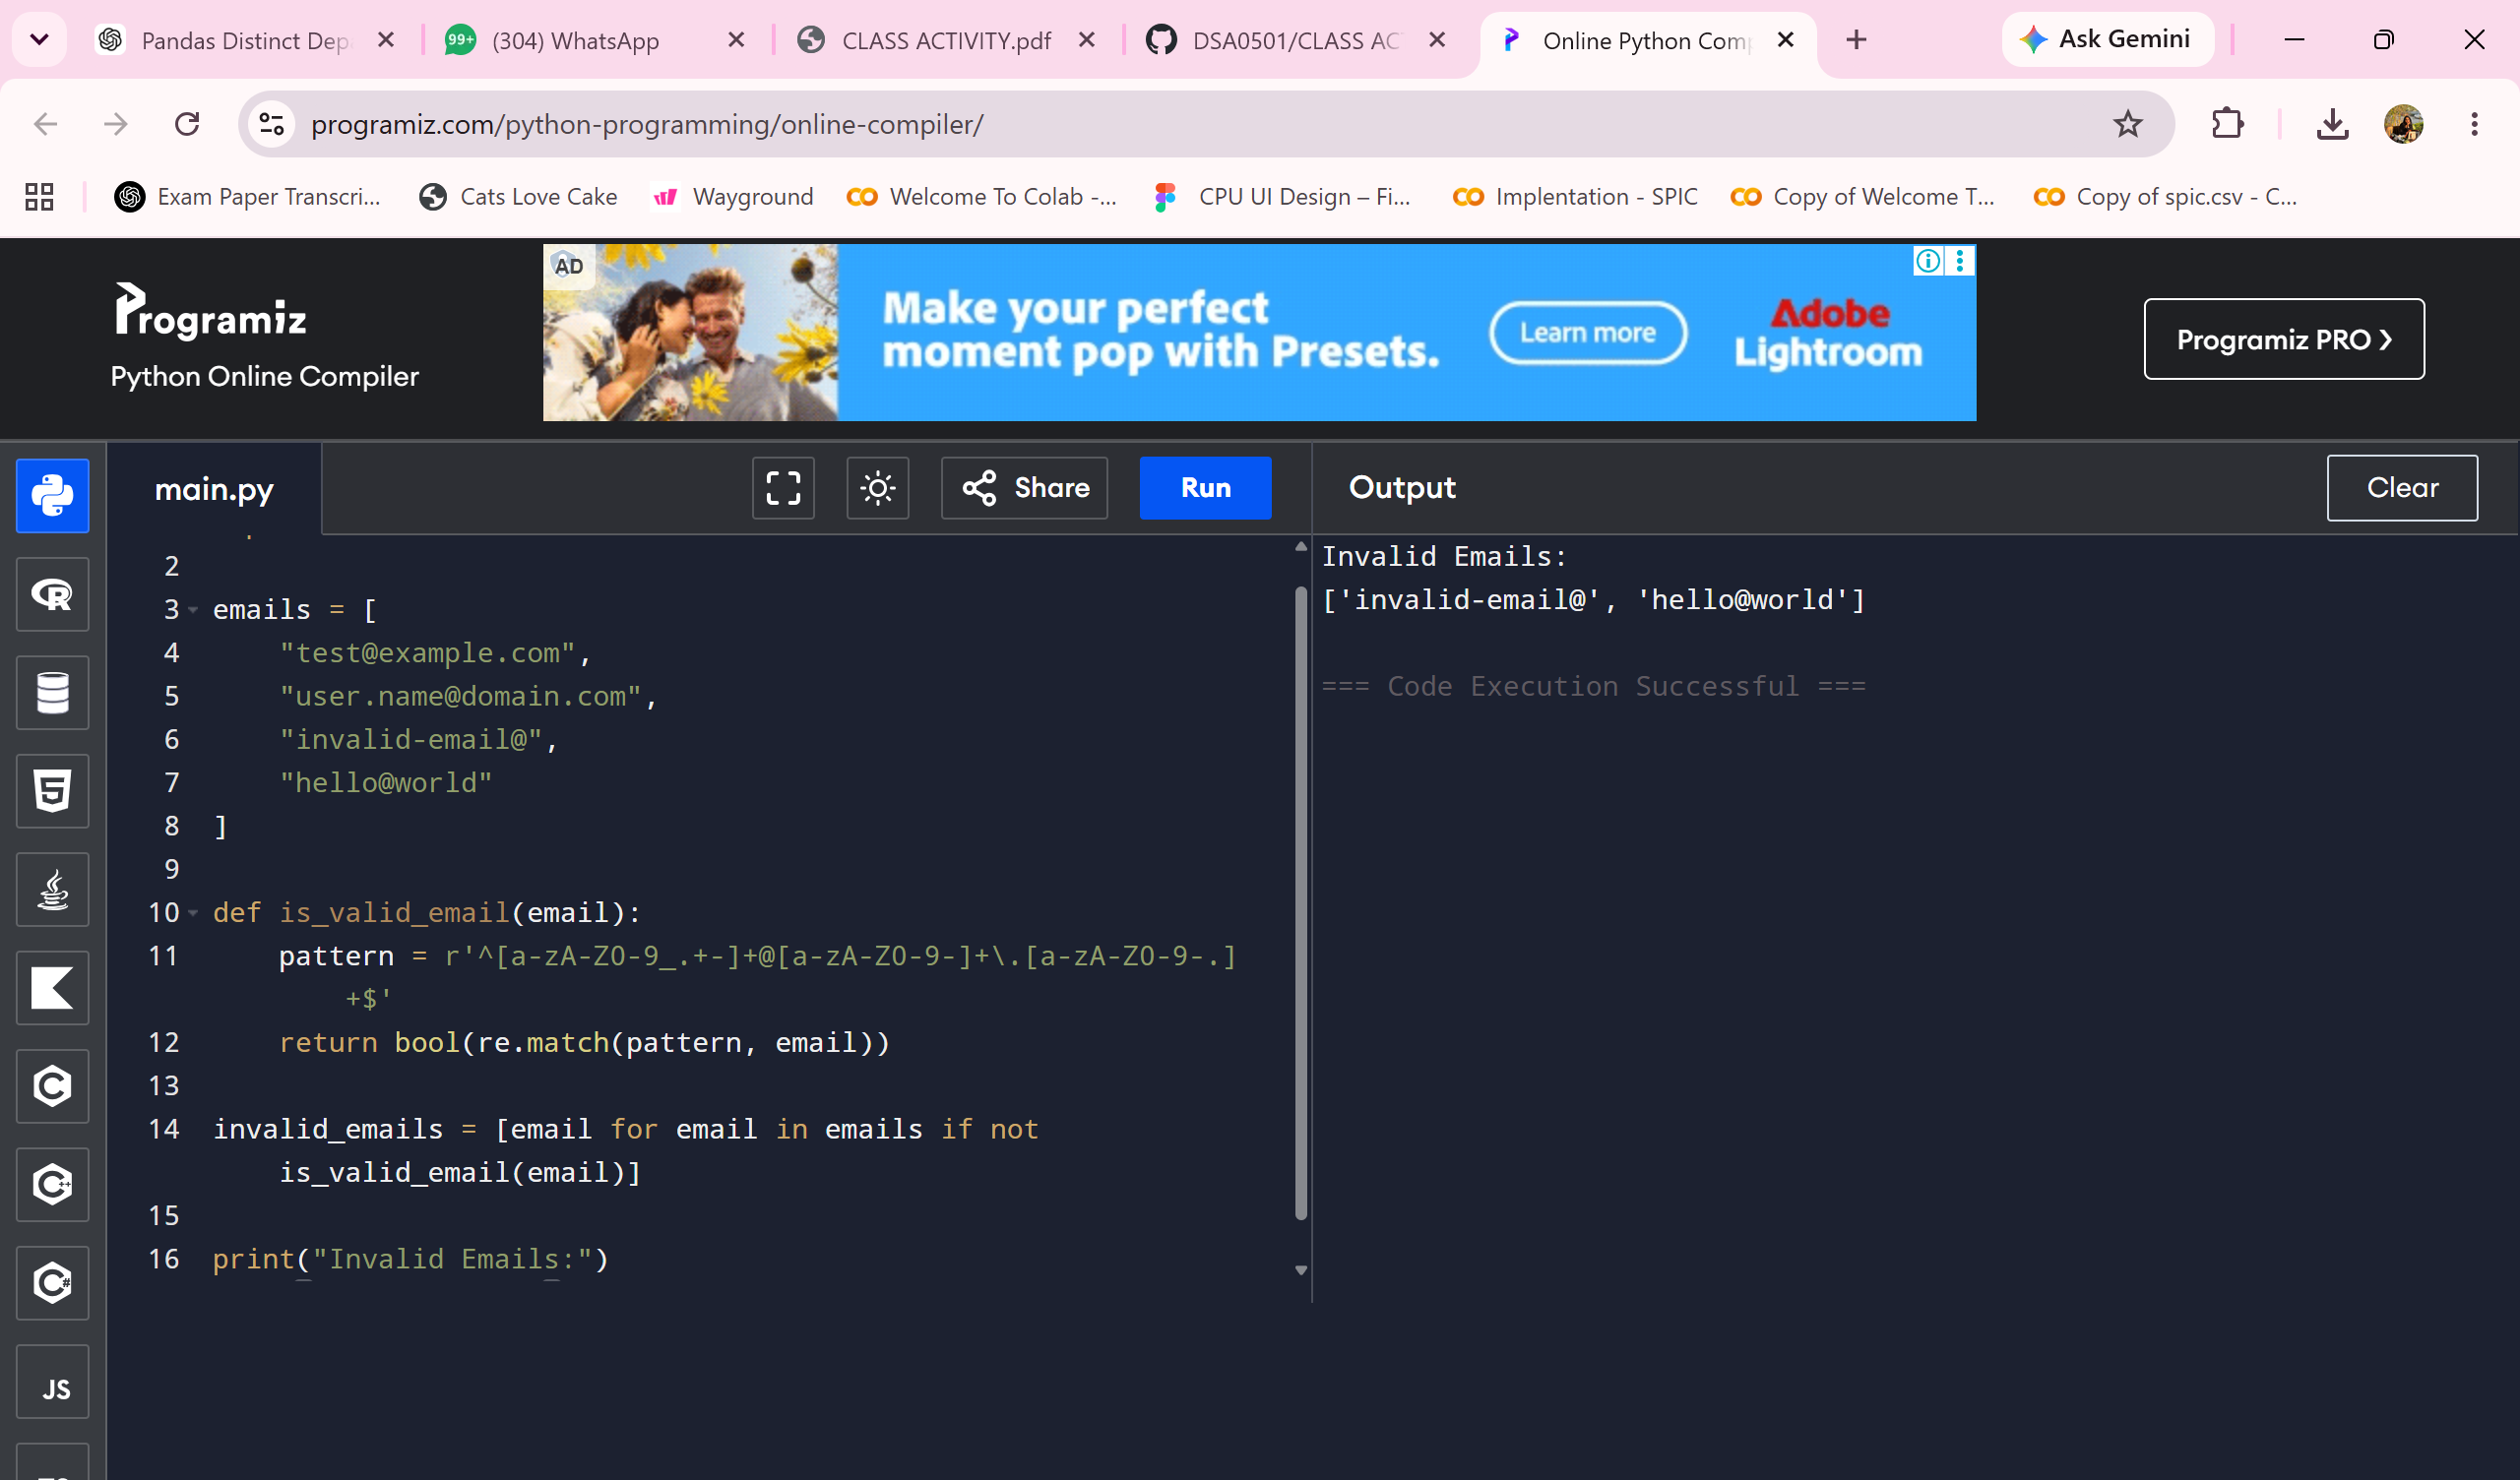 Pandas Distinct Dep
99+ (304) WhatsApp
CLASS ACTIVITY.pdf
DSA0501/CLASS AC
Online Python Comp
Ask Gemini
programiz.com/python-programming/online-compiler/
Exam Paper Transcri...
Cats Love Cake
Wayground
Welcome To Colab -...
CPU UI Design – Fi...
Implentation - SPIC
Copy of Welcome T...
Copy of spic.csv - C...
Programiz
Python Online Compiler
AD
Make your perfect
moment pop with Presets.
Learn more
Adobe
Lightroom
Programiz PRO ❯
main.py
Share
Run
Output
Clear
2
3 emails = [
4     "test@example.com",
5     "user.name@domain.com",
6     "invalid-email@",
7     "hello@world"
8 ]
9
10 def is_valid_email(email):
11     pattern = r'^[a-zA-Z0-9_.+-]+@[a-zA-Z0-9-]+\.[a-zA-Z0-9-.]
+$'
12     return bool(re.match(pattern, email))
13
14 invalid_emails = [email for email in emails if not
is_valid_email(email)]
15
16 print("Invalid Emails:")
Invalid Emails:
['invalid-email@', 'hello@world']
=== Code Execution Successful ===
R
5
C
C++
C#
JS